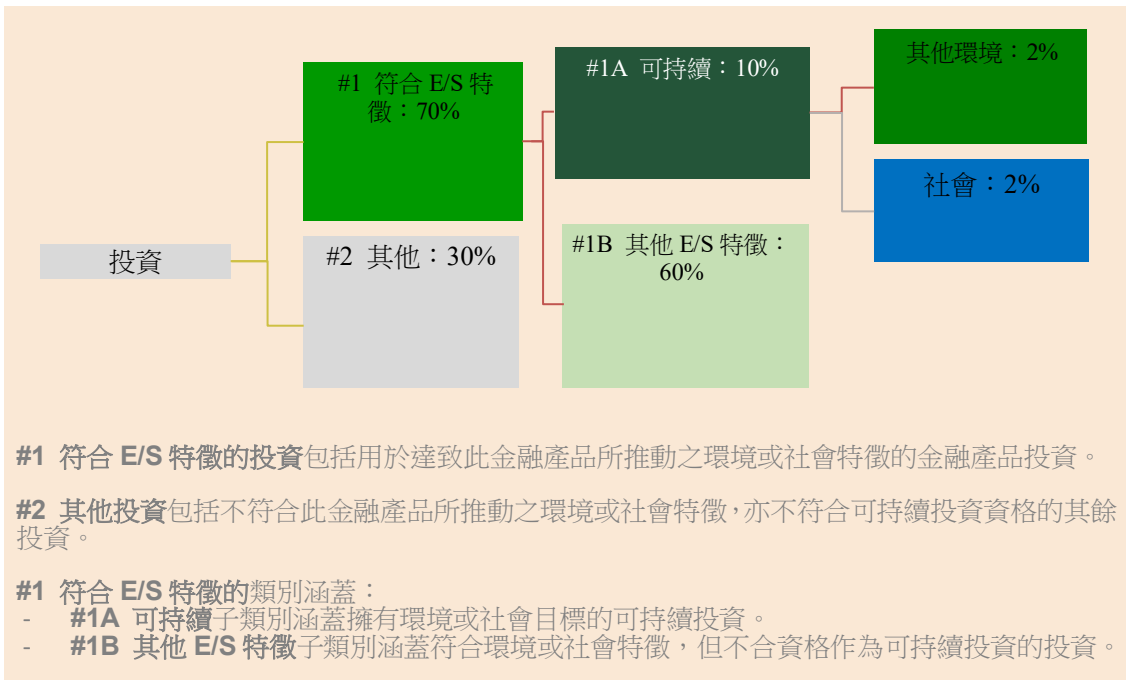 投資
#1 符合 E/S 特
徵：70%
#2 其他：30%
#1A 可持續：10%
#1B 其他 E/S 特徵：
60%
其他環境：2%
社會：2%
#1 符合 E/S 特徵的投資包括用於達致此金融產品所推動之環境或社會特徵的金融產品投資。
#2 其他投資包括不符合此金融產品所推動之環境或社會特徵，亦不符合可持續投資資格的其餘
投資。
#1 符合 E/S 特徵的類別涵蓋：
- #1A 可持續子類別涵蓋擁有環境或社會目標的可持續投資。
- #1B 其他 E/S 特徵子類別涵蓋符合環境或社會特徵，但不合資格作為可持續投資的投資。